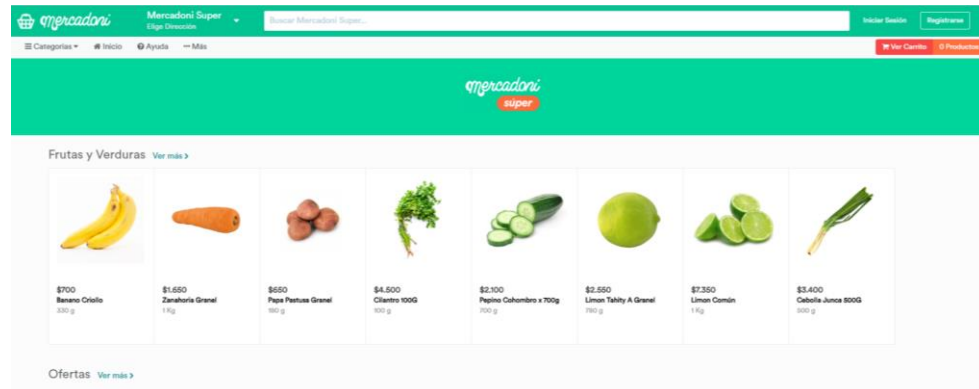 mercadoni
Mercadoni Super
Elige Dirección
Buscar Mercadoni Súper...
Iniciar Sesión
Registrarse
Categorías
Inicio
Ayuda
Más
Ver Carrito
0 Productos
mercadoni
súper
Frutas y Verduras Ver más
$700
Banano Criollo
330 g
$1.650
Zanahoria Granel
1 Kg
$650
Papa Pastusa Granel
190 g
$4.500
Cilantro 100G
100 g
$2.100
Pepino Cohombro x 700g
700 g
$2.550
Limon Tahity A Granel
780 g
$7.350
Limon Común
1 Kg
$3.400
Cebolla Junca 500G
500 g
Ofertas Ver más